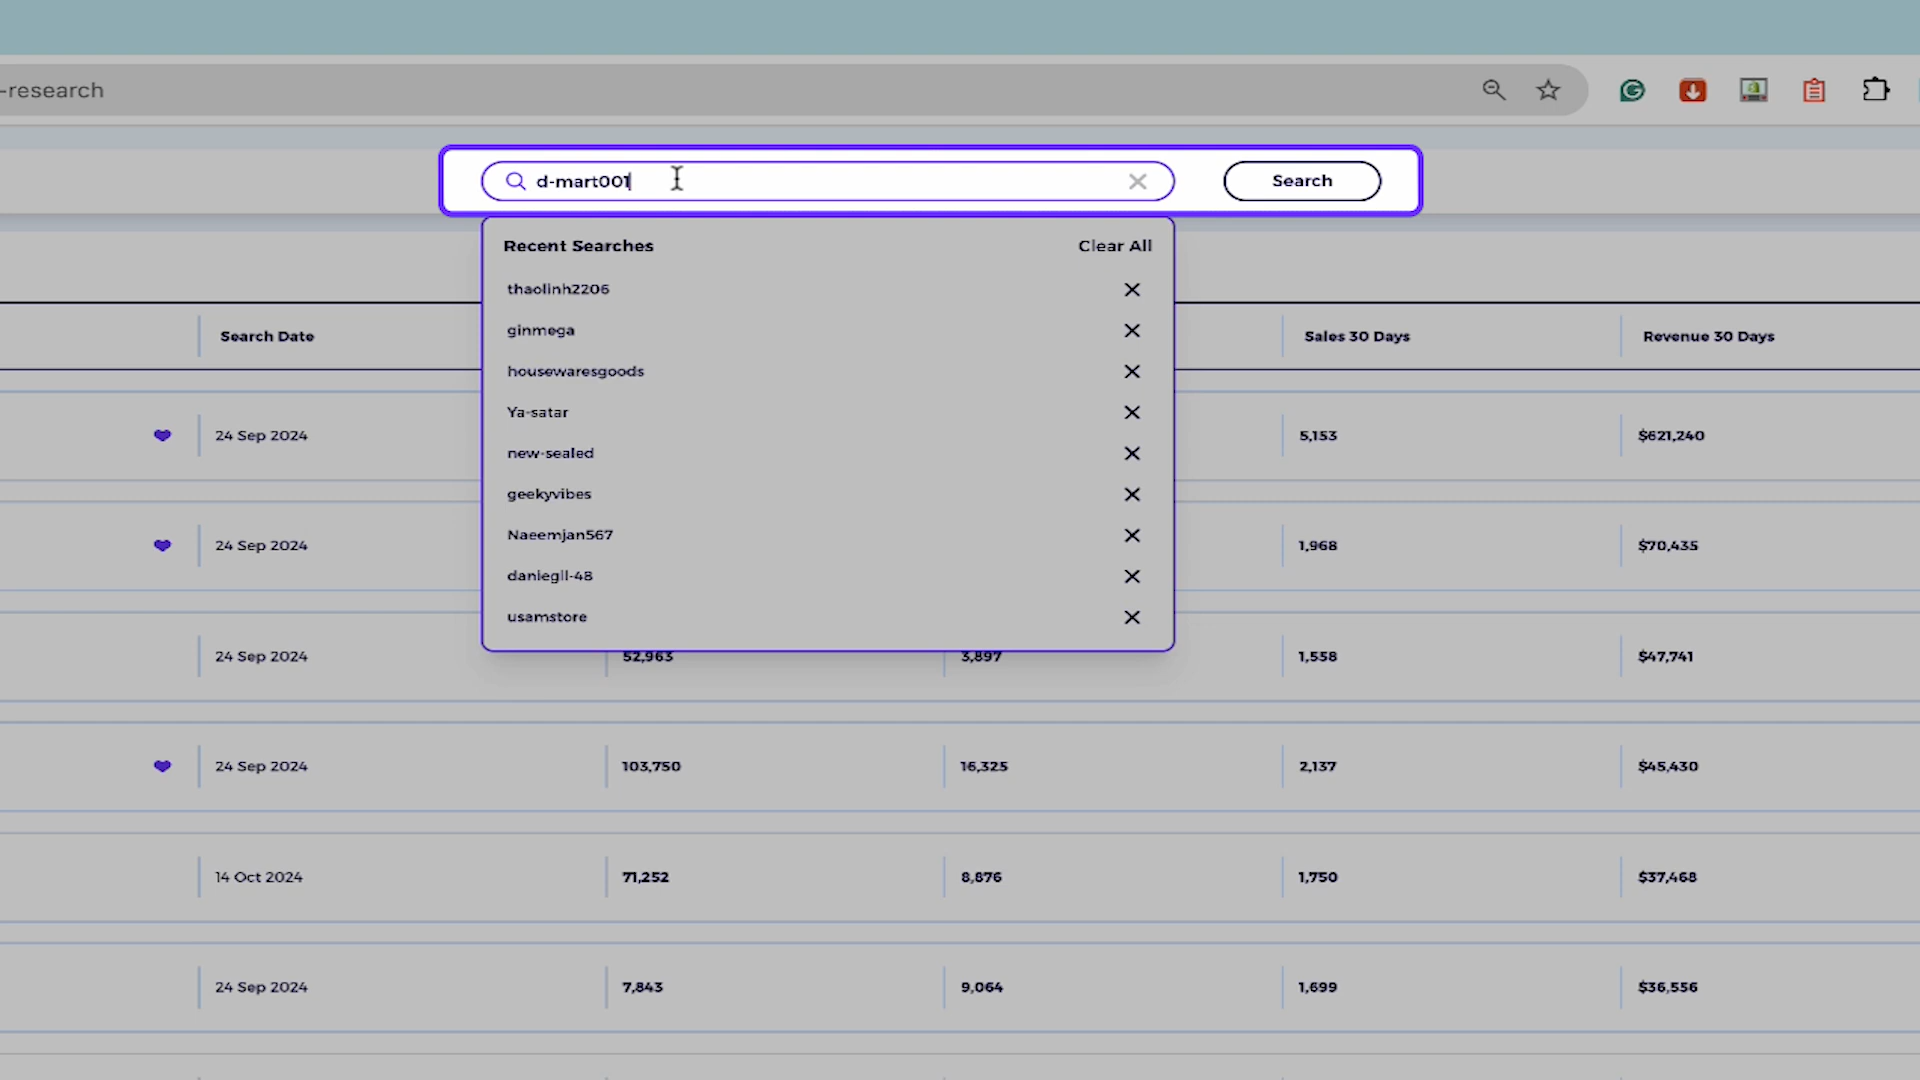 -research
d-mart001
Search
Recent Searches Clear All
thaolinh2206
ginmega
housewaresgoods
Ya-satar
new-sealed
geekyvibes
Naeemjan567
daniegil-48
usamstore
Search Date Sales 30 Days Revenue 30 Days
24 Sep 2024 5,153 $621,240
24 Sep 2024 1,968 $70,435
24 Sep 2024 52,963 3,897 1,558 $47,741
24 Sep 2024 103,750 16,325 2,137 $45,430
14 Oct 2024 71,252 8,876 1,750 $37,468
24 Sep 2024 7,843 9,064 1,699 $36,556